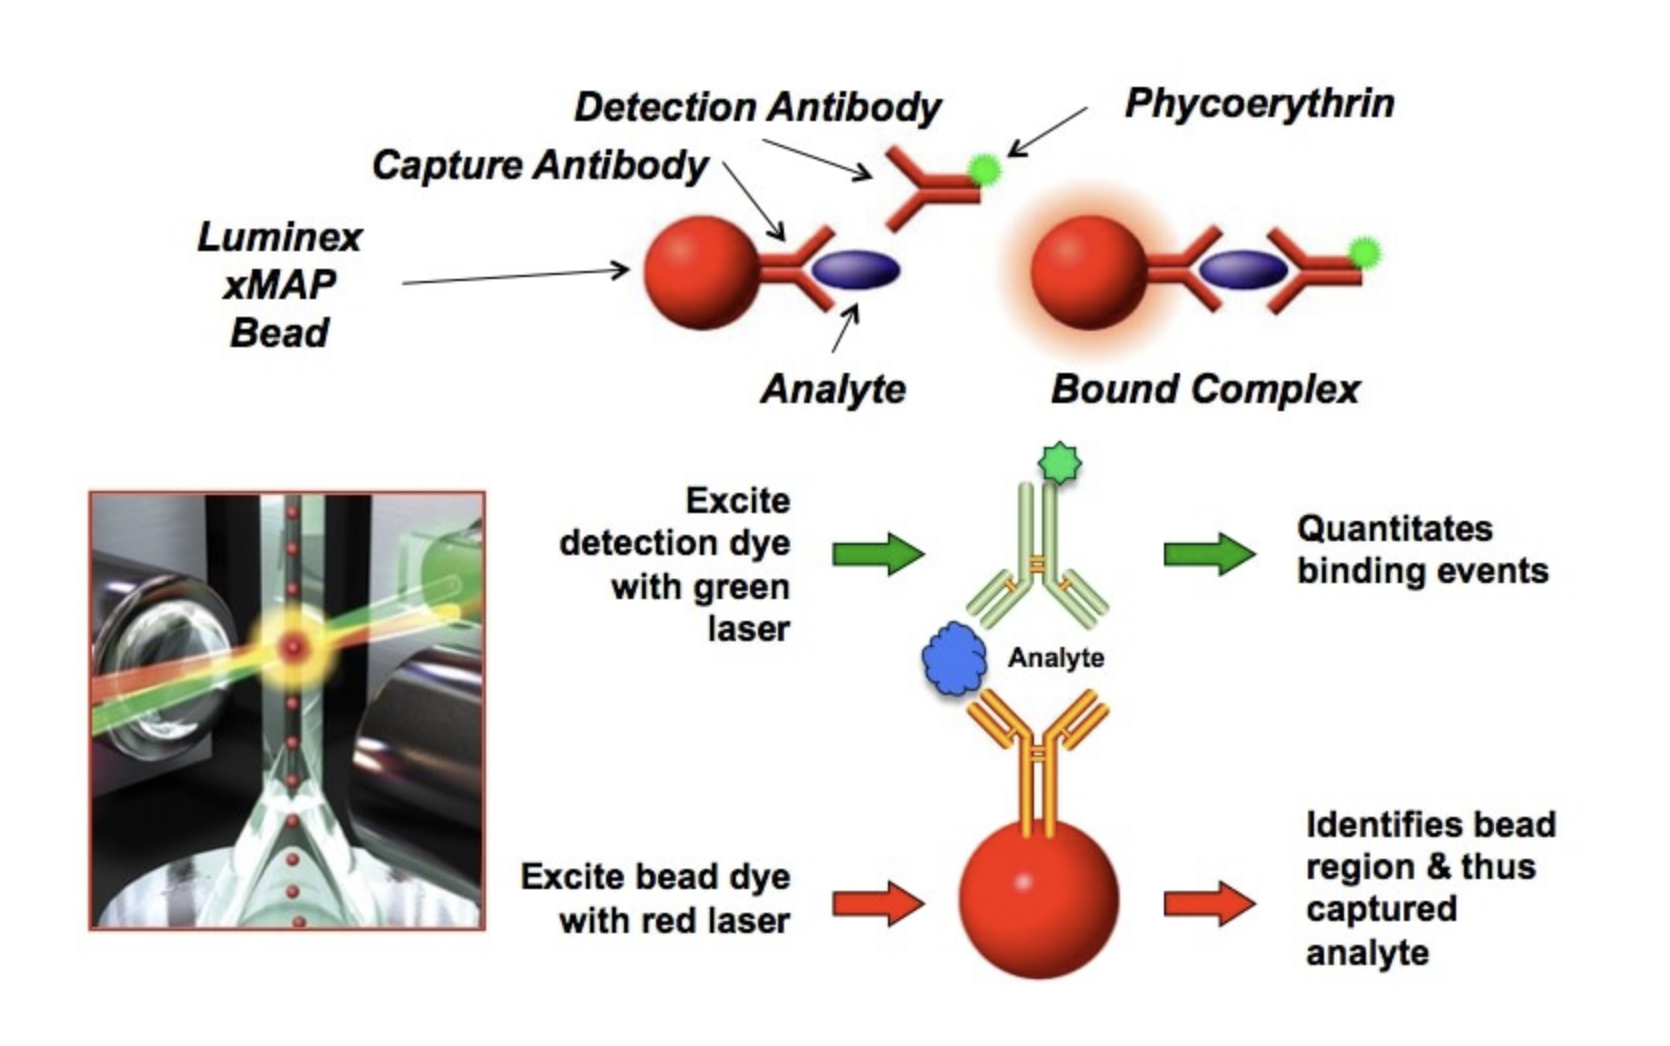 Detection Antibody
Phycoerythrin
Capture Antibody
Luminex
xMAP
Bead
Analyte
Bound Complex
Excite
detection dye
with green
laser
Quantitates
binding events
Analyte
Excite bead dye
with red laser
Identifies bead
region & thus
captured
analyte